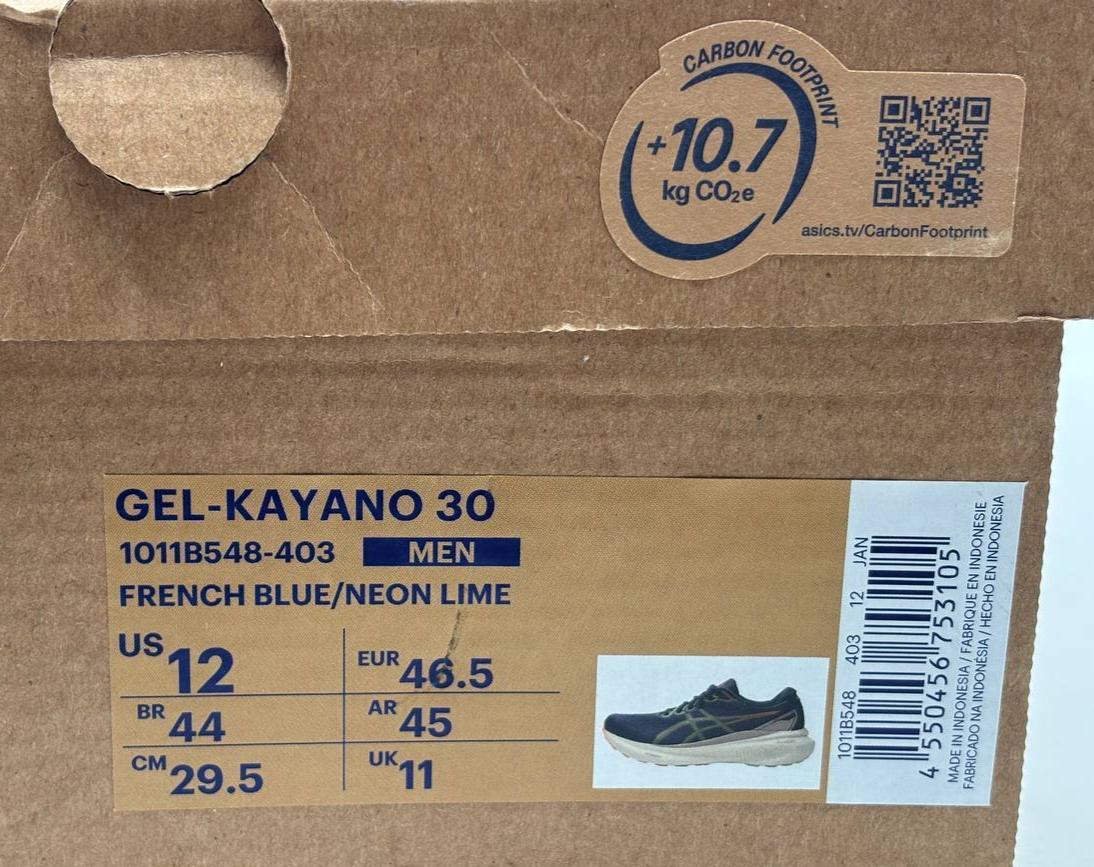 CARBON FOOTPRINT
+10.7
kg CO₂e
asics.tv/CarbonFootprint
GEL-KAYANO 30
1011B548-403 MEN
FRENCH BLUE/NEON LIME
US 12 EUR 46.5
BR 44 AR 45
CM 29.5 UK 11
1011B548 403 12 JAN
4 550456 753105
MADE IN INDONESIA / FABRIQUE EN INDONESIE
FABRICADO NA INDONÉSIA / HECHO EN INDONESIA